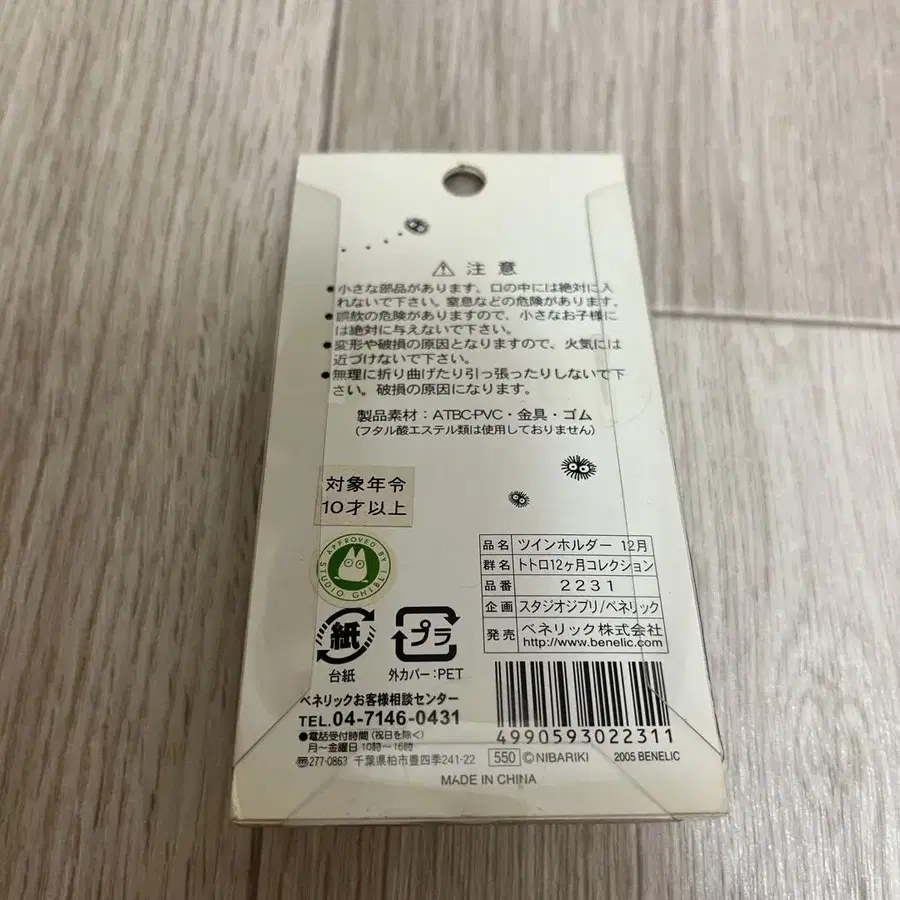 ⚠ 注意
●小さな部品があります。口の中には絶対に入
れないで下さい。窒息などの危険があります。
●誤飲の危険がありますので、小さなお子様に
は絶対に与えないで下さい。
●変形や破損の原因となりますので、火気には
近づけないで下さい。
●無理に折り曲げたり引っ張ったりしないで下
さい。破損の原因になります。
製品素材：ATBC-PVC・金具・ゴム
(フタル酸エステル類は使用しておりません)
対象年令
10才以上
APPROVED BY
STUDIO GHIBLI
紙
台紙
プラ
外カバー：PET
品名 ツインホルダー 12月
群名 トトロ12ヶ月コレクション
品番 2231
企画 スタジオジブリ/ベネリック
発売 ベネリック株式会社
http://www.benelic.com
ベネリックお客様相談センター
TEL.04-7146-0431
●電話受付時間(祝日を除く)
月～金曜日10時～16時
〠277-0863 千葉県柏市豊四季241-22
4990593022311
550 ©NIBARIKI 2005 BENELIC
MADE IN CHINA